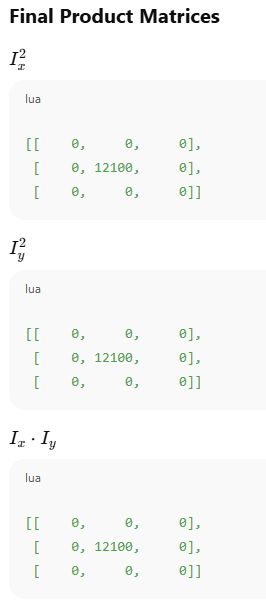 Final Product Matrices
I_x^2
lua
[[    0,     0,     0],
 [    0, 12100,     0],
 [    0,     0,     0]]
I_y^2
lua
[[    0,     0,     0],
 [    0, 12100,     0],
 [    0,     0,     0]]
I_x · I_y
lua
[[    0,     0,     0],
 [    0, 12100,     0],
 [    0,     0,     0]]